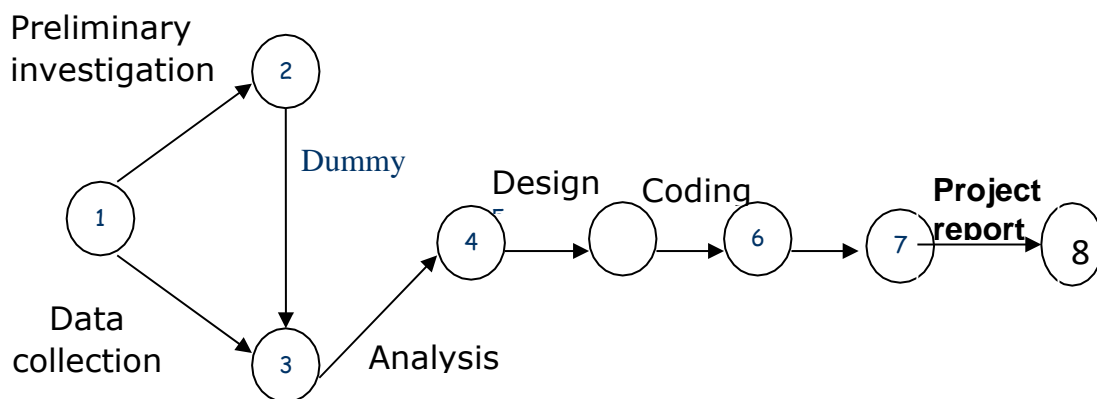 Preliminary
investigation
2
Dummy
1
Design
Coding
Project
report
4
6
7
8
Data
collection
3
Analysis